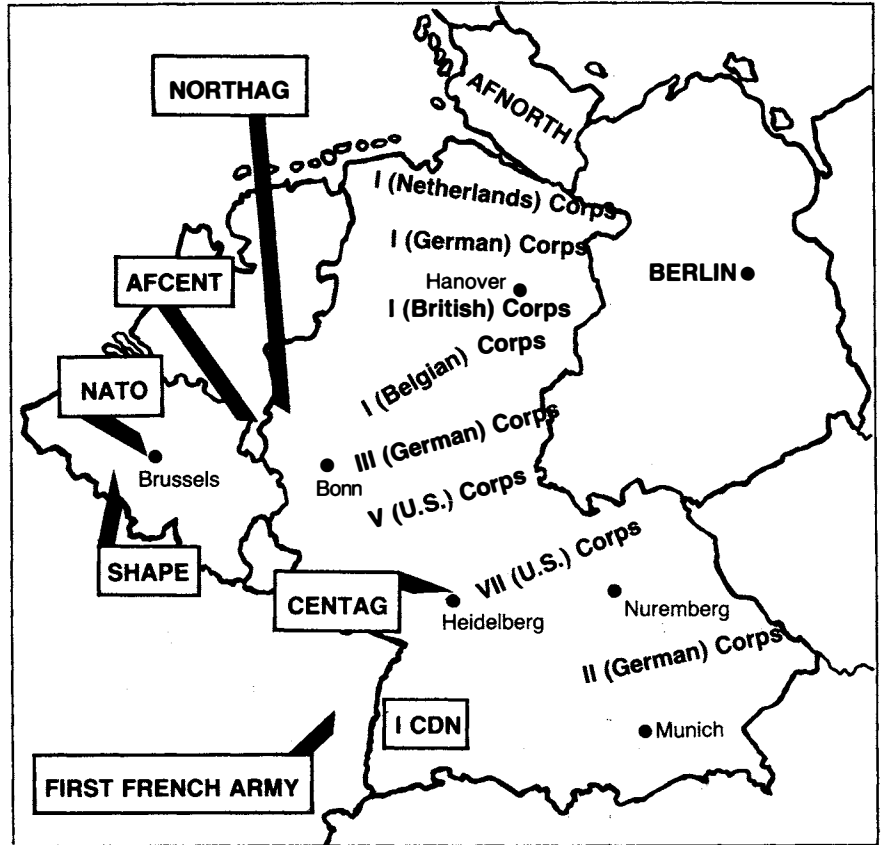 NORTHAG
AFNORTH
I (Netherlands) Corps
I (German) Corps
AFCENT
Hanover
BERLIN
I (British) Corps
I (Belgian) Corps
NATO
III (German) Corps
Brussels
Bonn
V (U.S.) Corps
SHAPE
VII (U.S.) Corps
CENTAG
Heidelberg
Nuremberg
II (German) Corps
I CDN
Munich
FIRST FRENCH ARMY